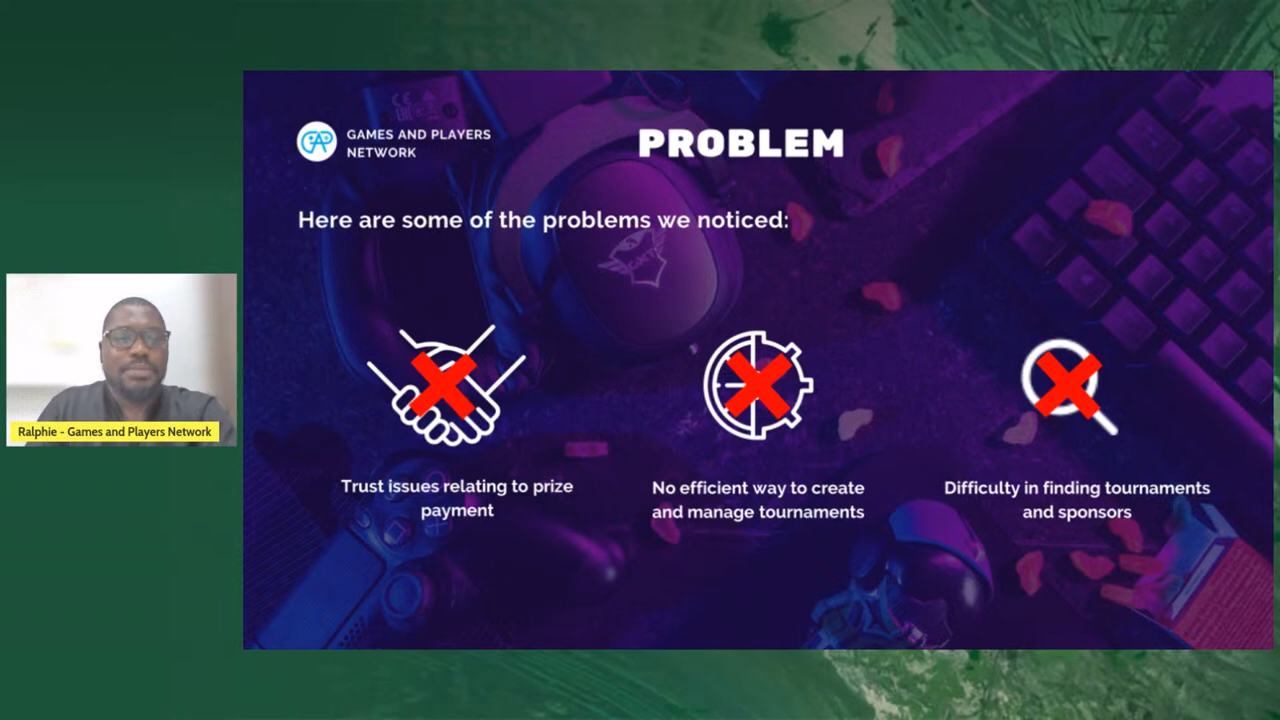 GAMES AND PLAYERS
NETWORK
PROBLEM
Here are some of the problems we noticed:
Trust issues relating to prize
payment
No efficient way to create
and manage tournaments
Difficulty in finding tournaments
and sponsors
Ralphie - Games and Players Network